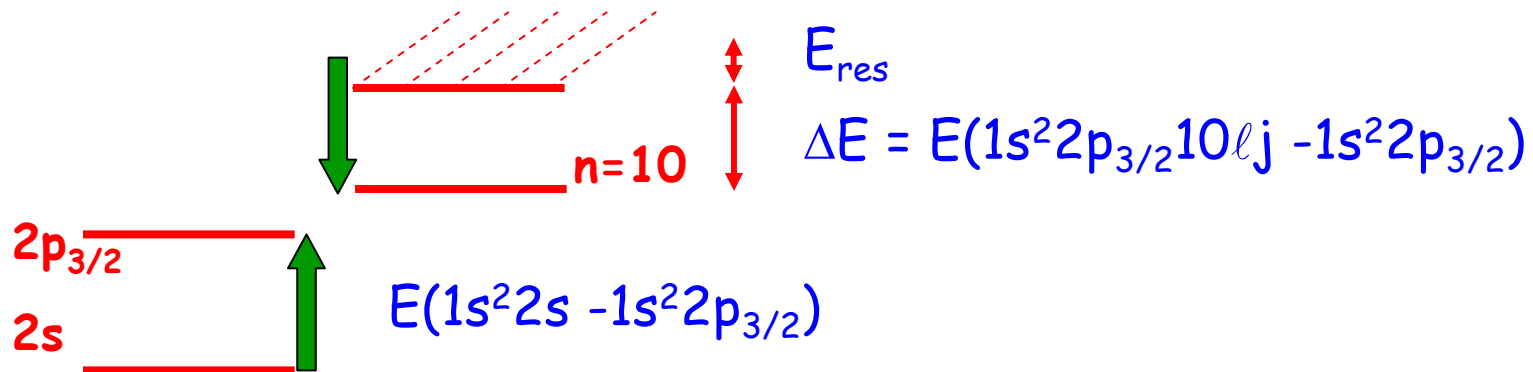 E_res
ΔE = E(1s²2p_3/2 10ℓj -1s²2p_3/2)
n=10
2p_3/2
E(1s²2s -1s²2p_3/2)
2s